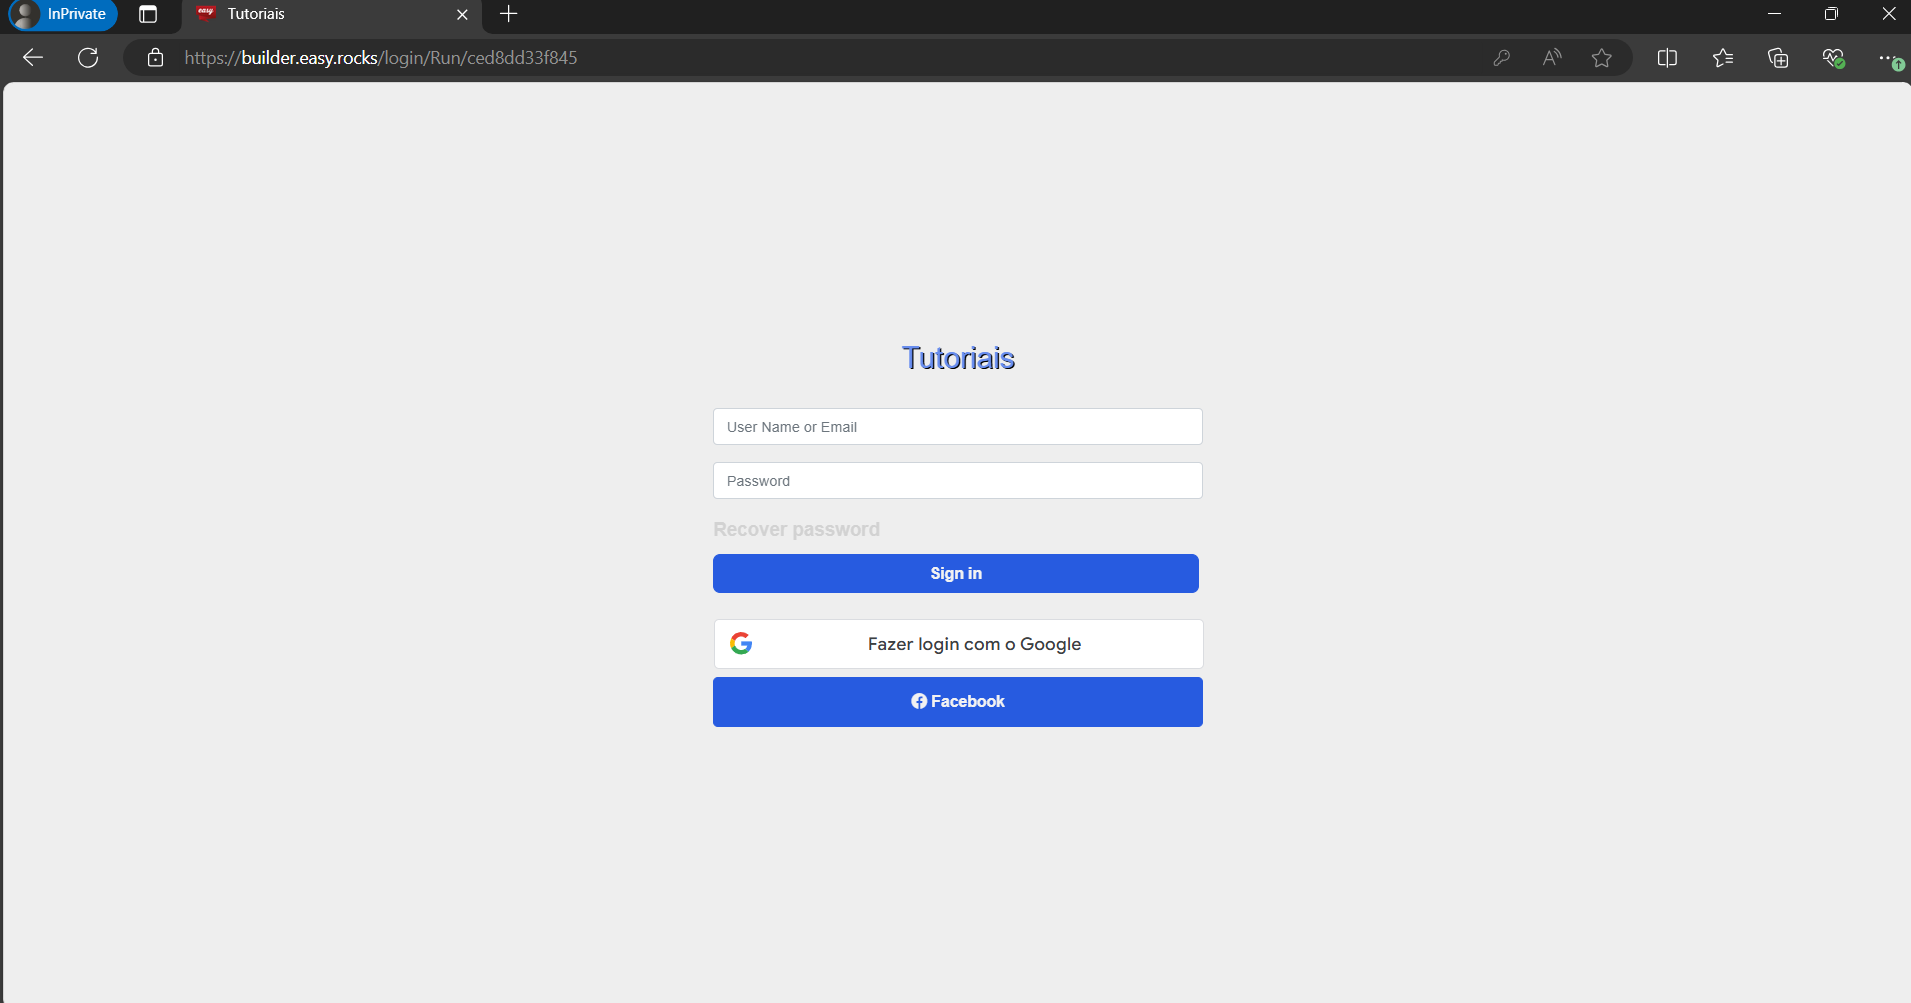 InPrivate
easy
Tutoriais
https://builder.easy.rocks/login/Run/ced8dd33f845
Tutoriais
User Name or Email
Password
Recover password
Sign in
Fazer login com o Google
Facebook